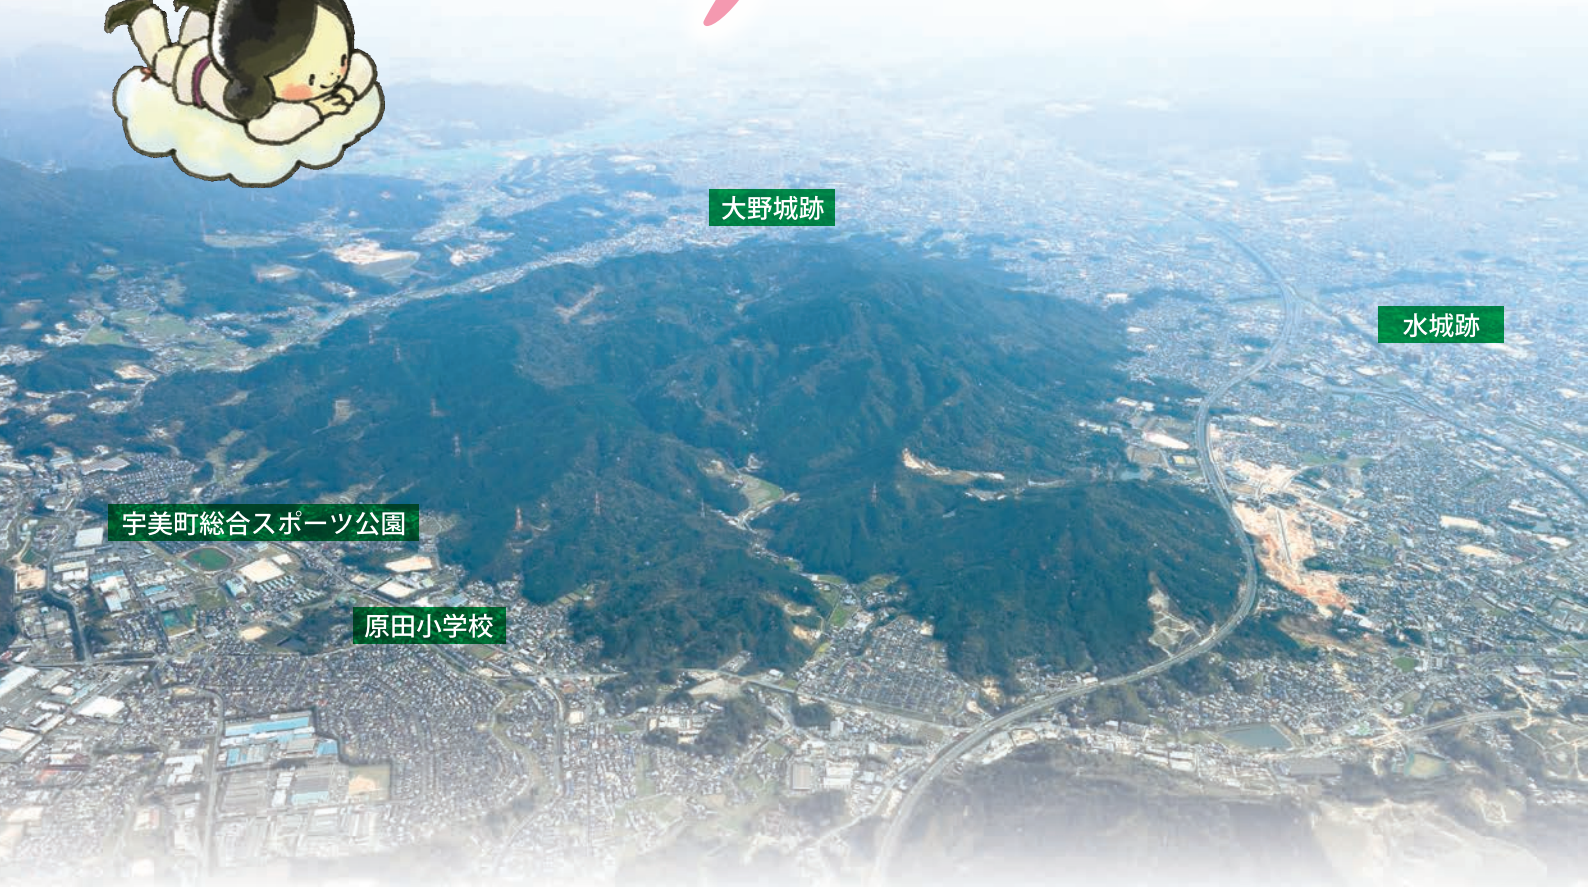 大野城跡
水城跡
宇美町総合スポーツ公園
原田小学校